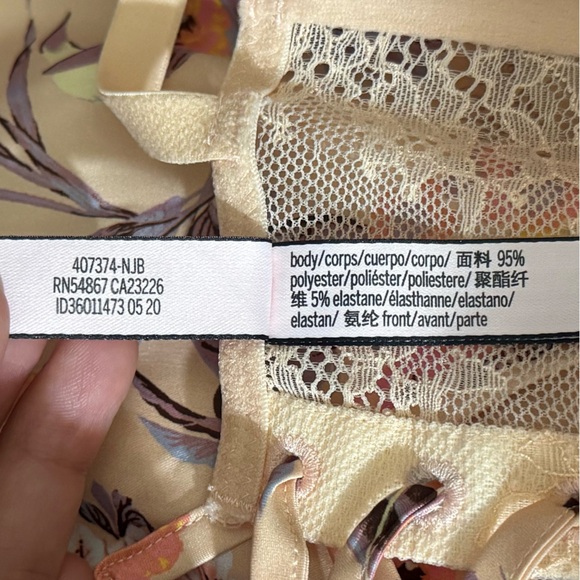 407374-NJB
RN54867 CA23226
ID36011473 05 20
body/corps/cuerpo/corpo/ 面料 95%
polyester/poliéster/poliestere/ 聚酯纤
维 5% elastane/élasthanne/elastano/
elastan/ 氨纶 front/avant/parte